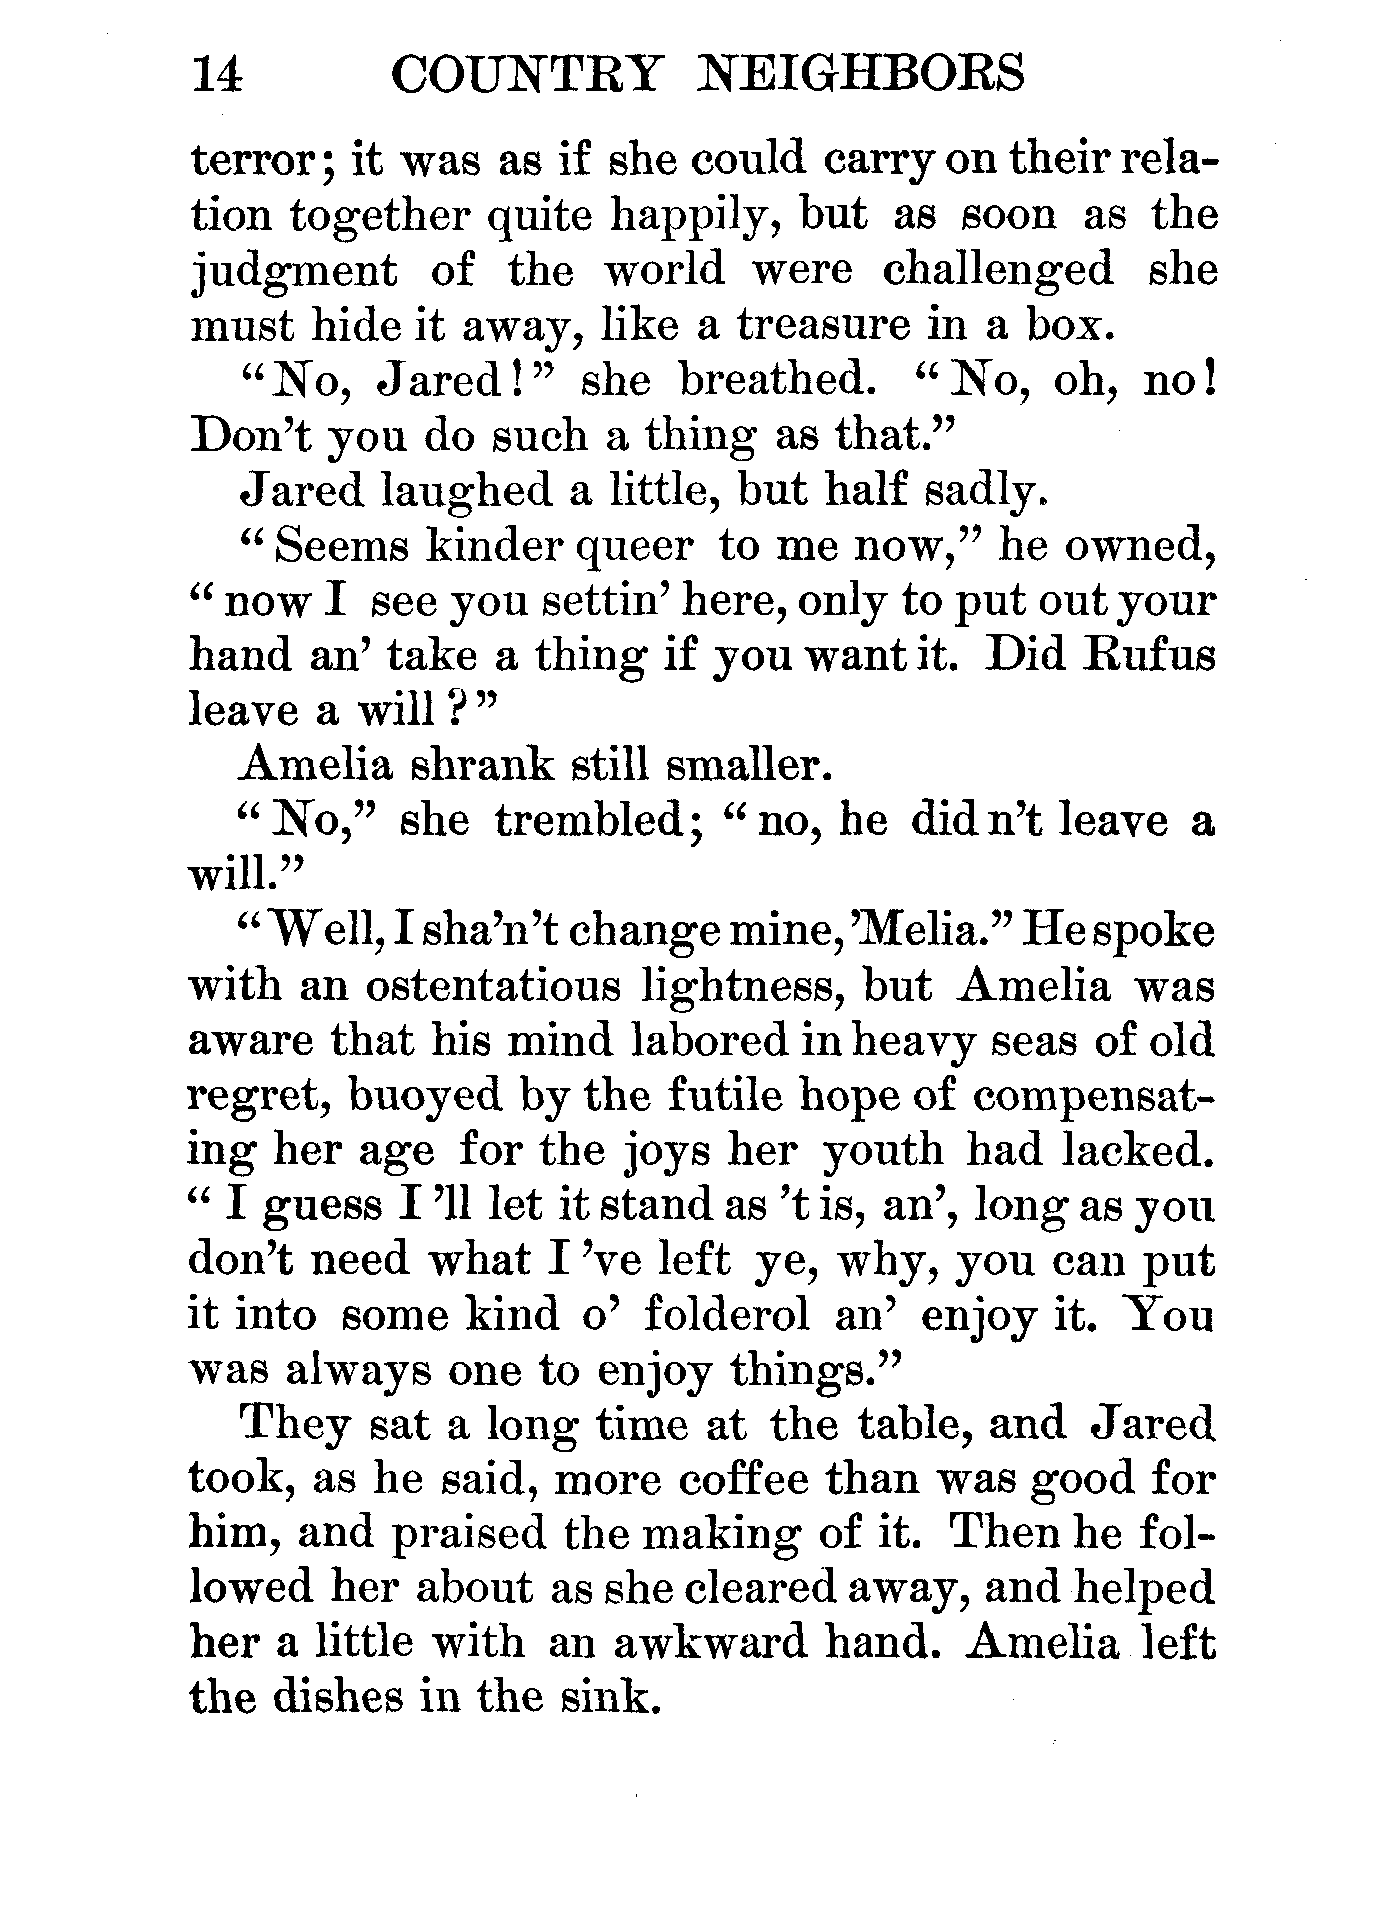 14 COUNTRY NEIGHBORS
terror; it was as if she could carry on their rela-
tion together quite happily, but as soon as the
judgment of the world were challenged she
must hide it away, like a treasure in a box.
“No, Jared!” she breathed. “No, oh, no!
Don't you do such a thing as that.”
Jared laughed a little, but half sadly.
“Seems kinder queer to me now,” he owned,
“now I see you settin' here, only to put out your
hand an' take a thing if you want it. Did Rufus
leave a will?”
Amelia shrank still smaller.
“No,” she trembled; “no, he didn't leave a
will.”
“Well, I sha'n't change mine, 'Melia.” He spoke
with an ostentatious lightness, but Amelia was
aware that his mind labored in heavy seas of old
regret, buoyed by the futile hope of compensat-
ing her age for the joys her youth had lacked.
“I guess I 'll let it stand as 't is, an', long as you
don't need what I 've left ye, why, you can put
it into some kind o' folderol an' enjoy it. You
was always one to enjoy things.”
They sat a long time at the table, and Jared
took, as he said, more coffee than was good for
him, and praised the making of it. Then he fol-
lowed her about as she cleared away, and helped
her a little with an awkward hand. Amelia left
the dishes in the sink.